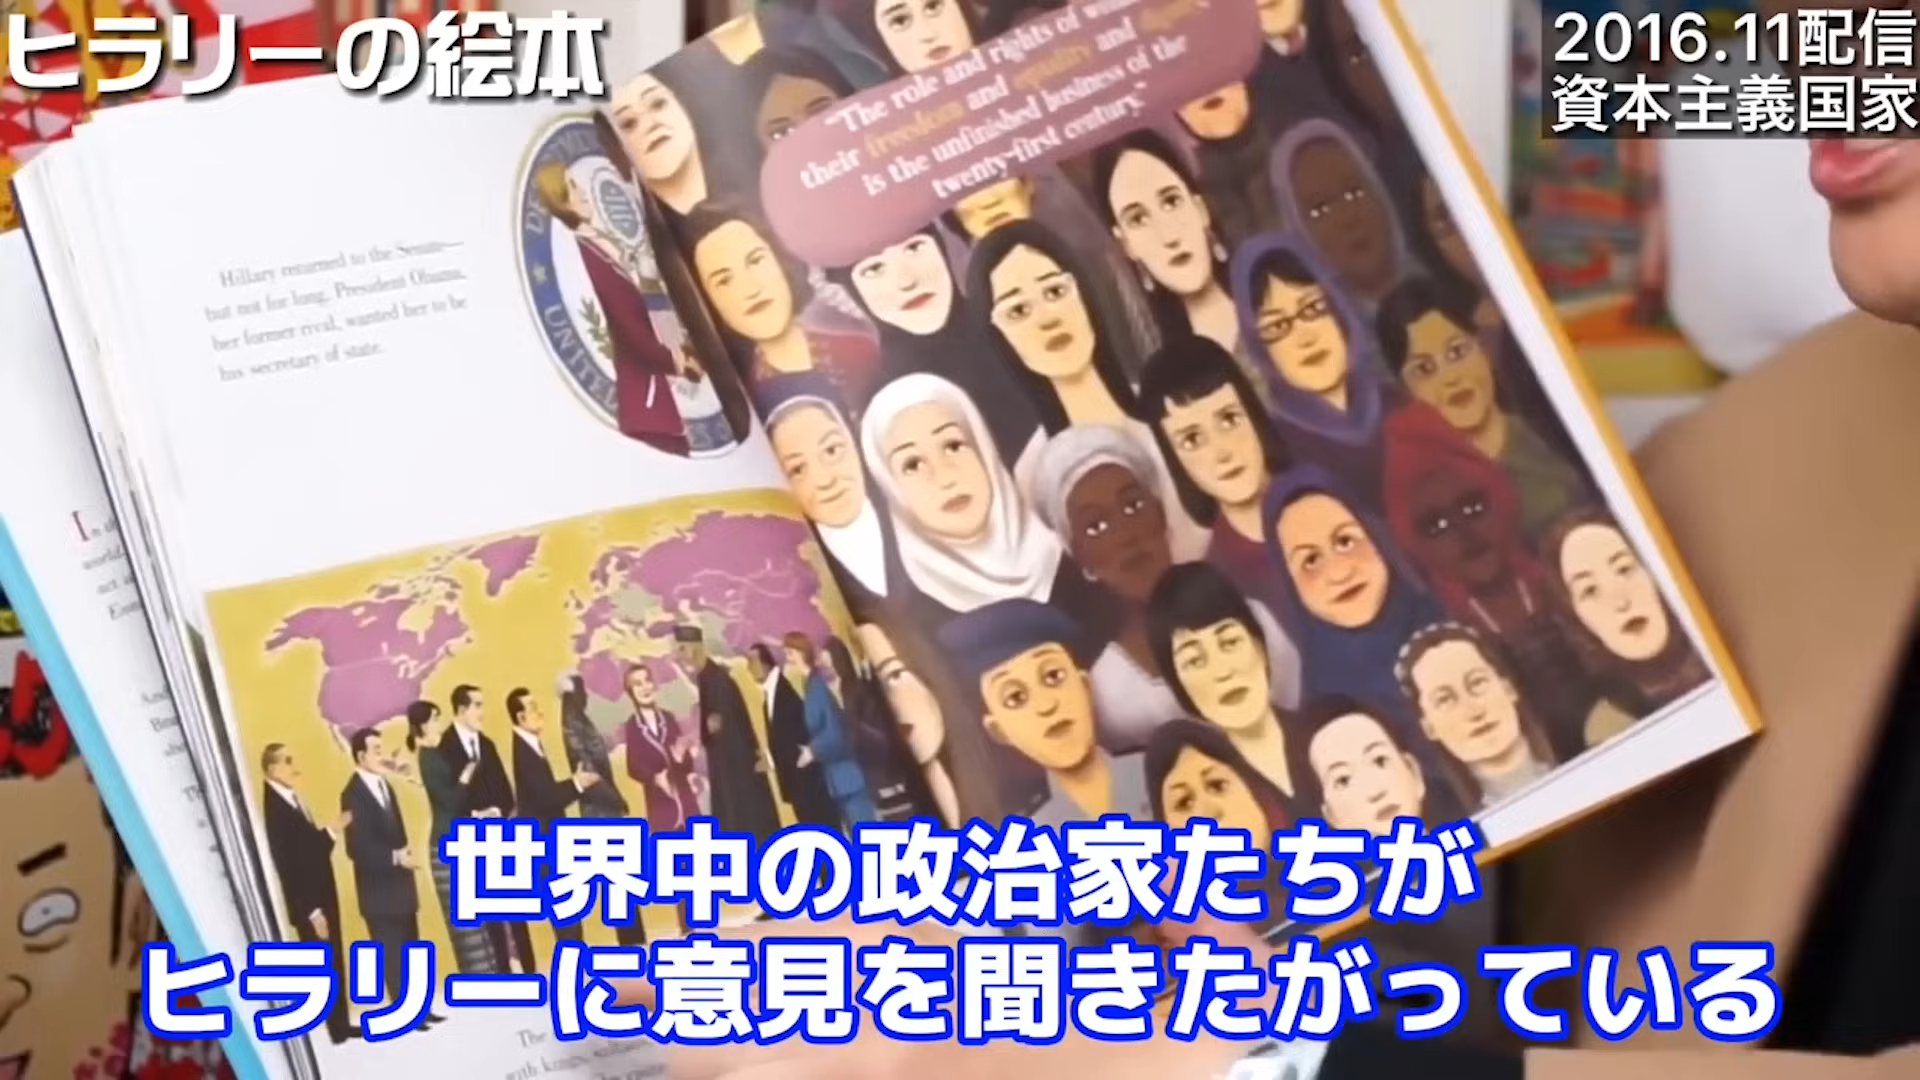 ヒラリーの絵本
2016.11配信
資本主義国家
"The role and rights of
their freedom and equality and
is the unfinished business of the
twenty-first century."
Hillary returned to the Senate—
but not for long. President Obama,
her former rival, wanted her to be
his secretary of state.
UNITED
The
with kings,
世界中の政治家たちが
ヒラリーに意見を聞きたがっている